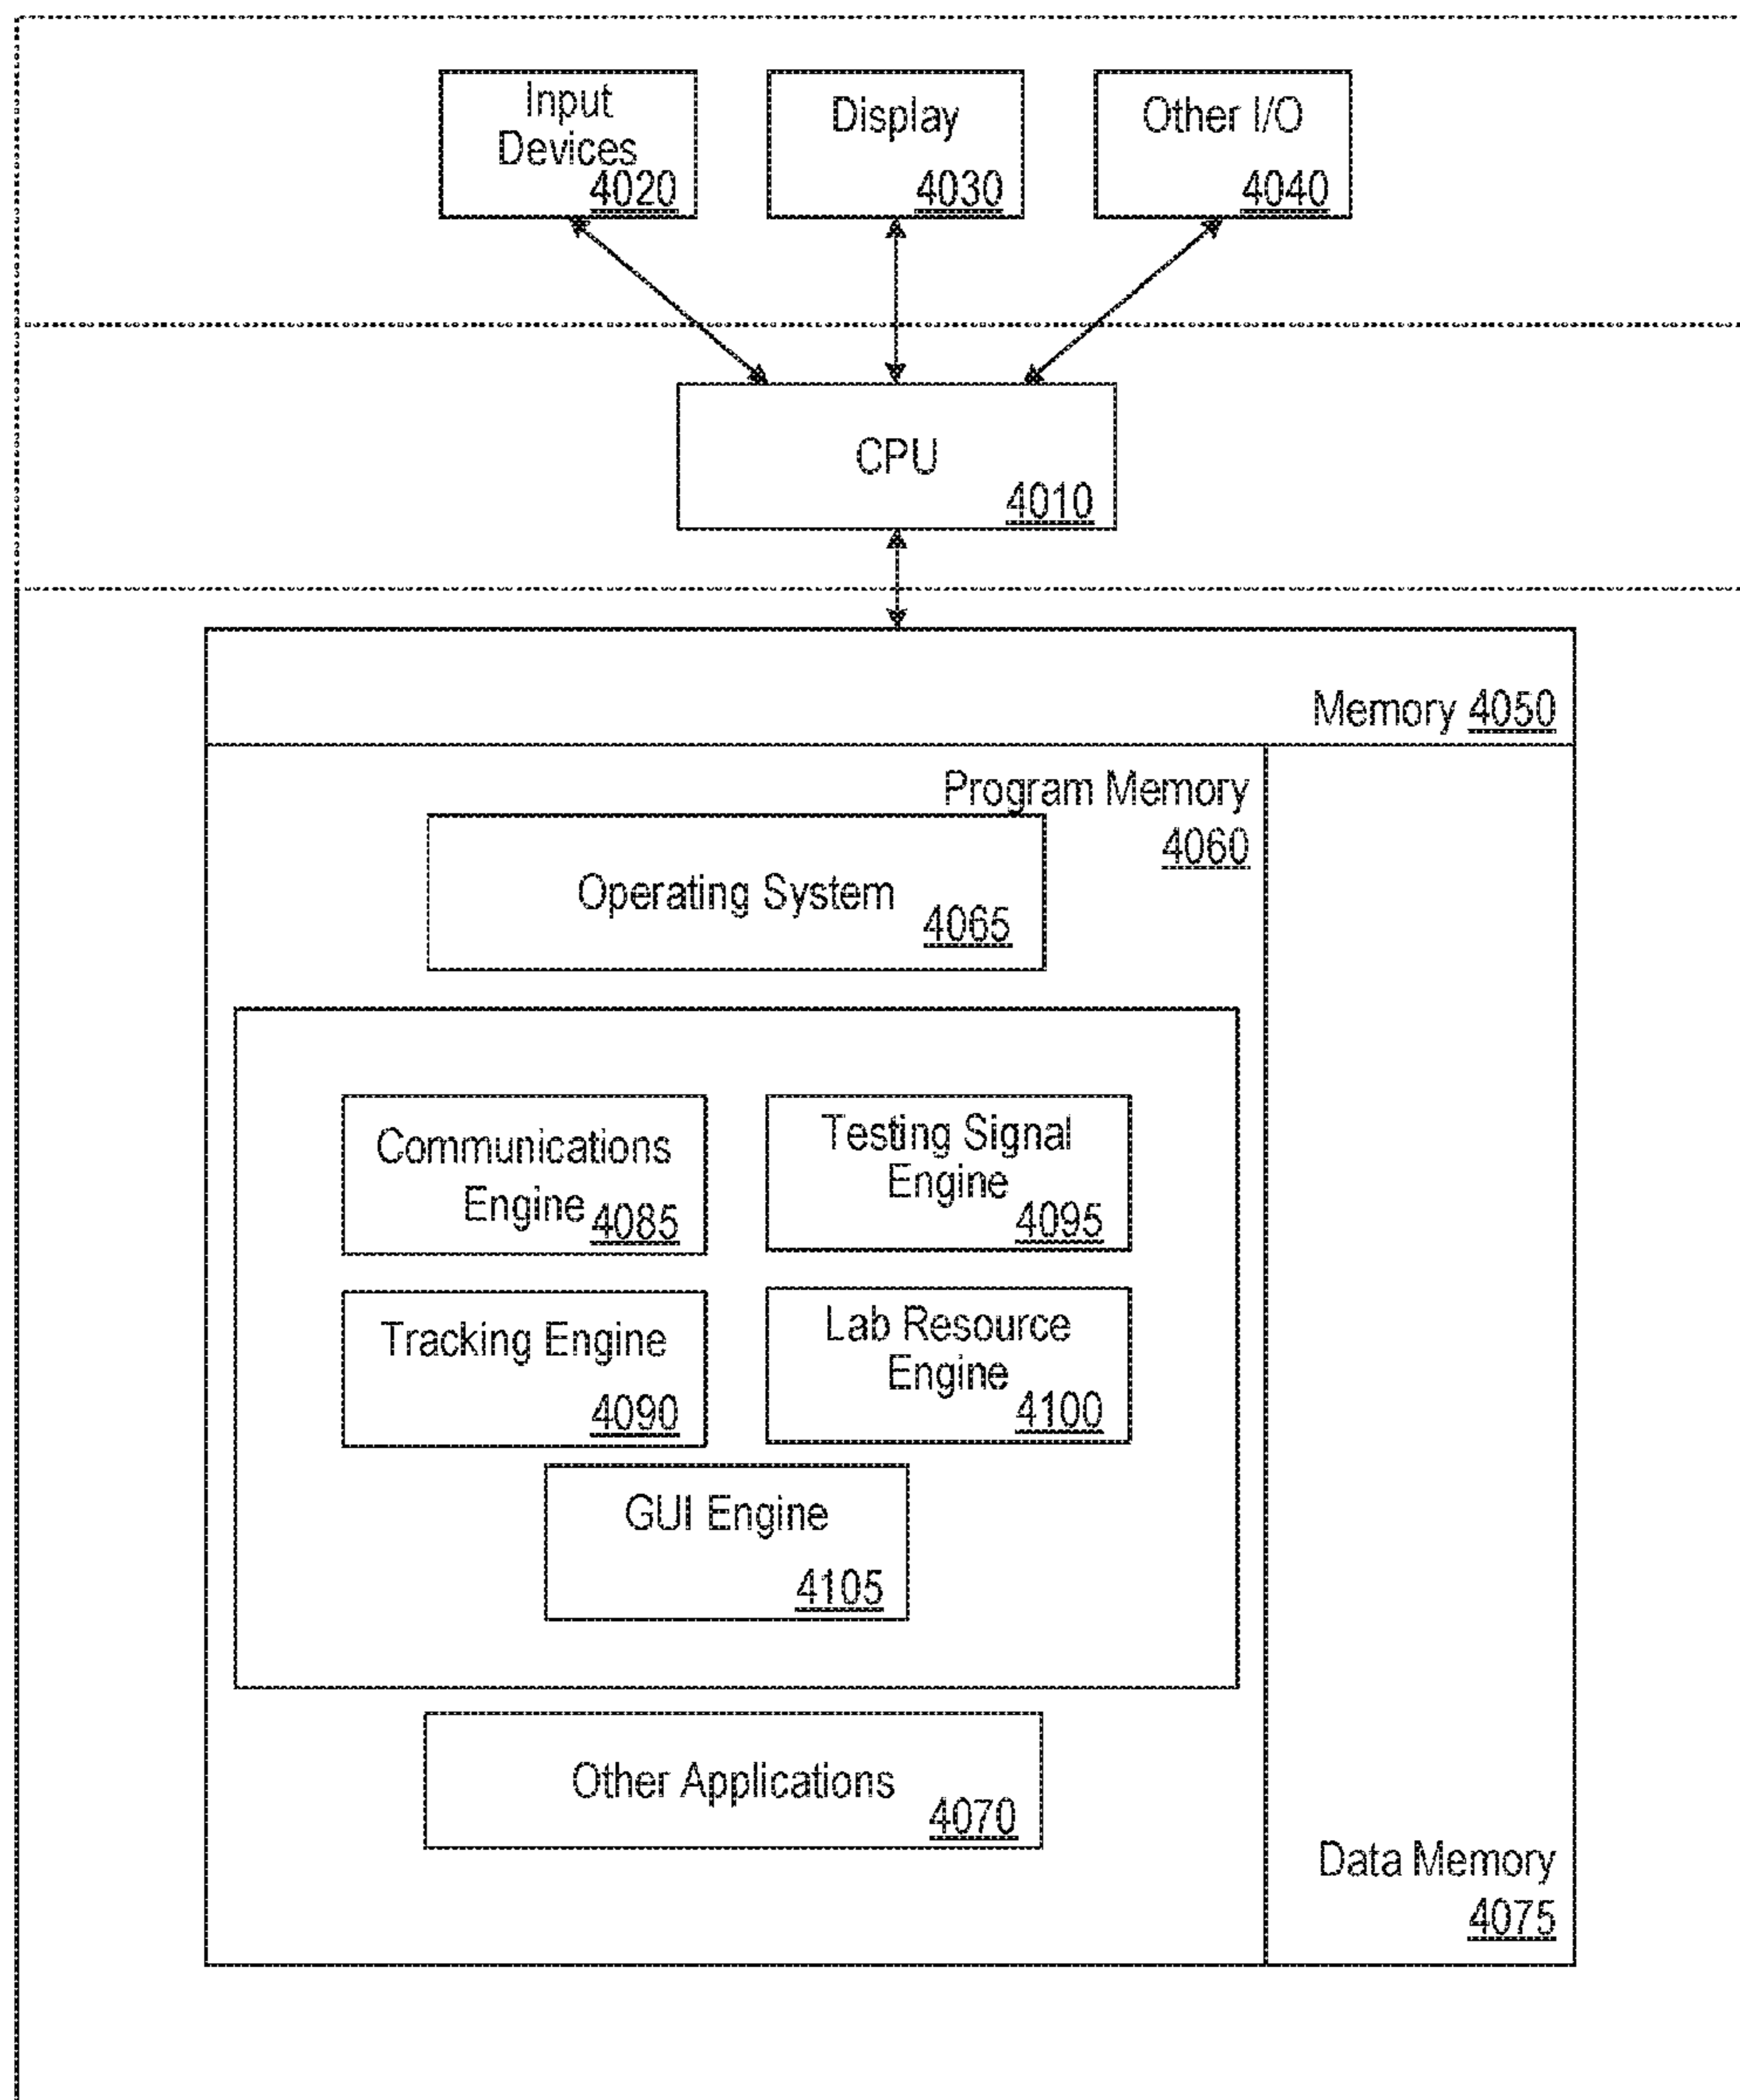 Input
Devices
4020
Display
4030
Other I/O
4040
CPU
4010
Memory 4050
Program Memory
4060
Operating System
4065
Communications
Engine 4085
Testing Signal
Engine
4095
Tracking Engine
4090
Lab Resource
Engine
4100
GUI Engine
4105
Other Applications
4070
Data Memory
4075